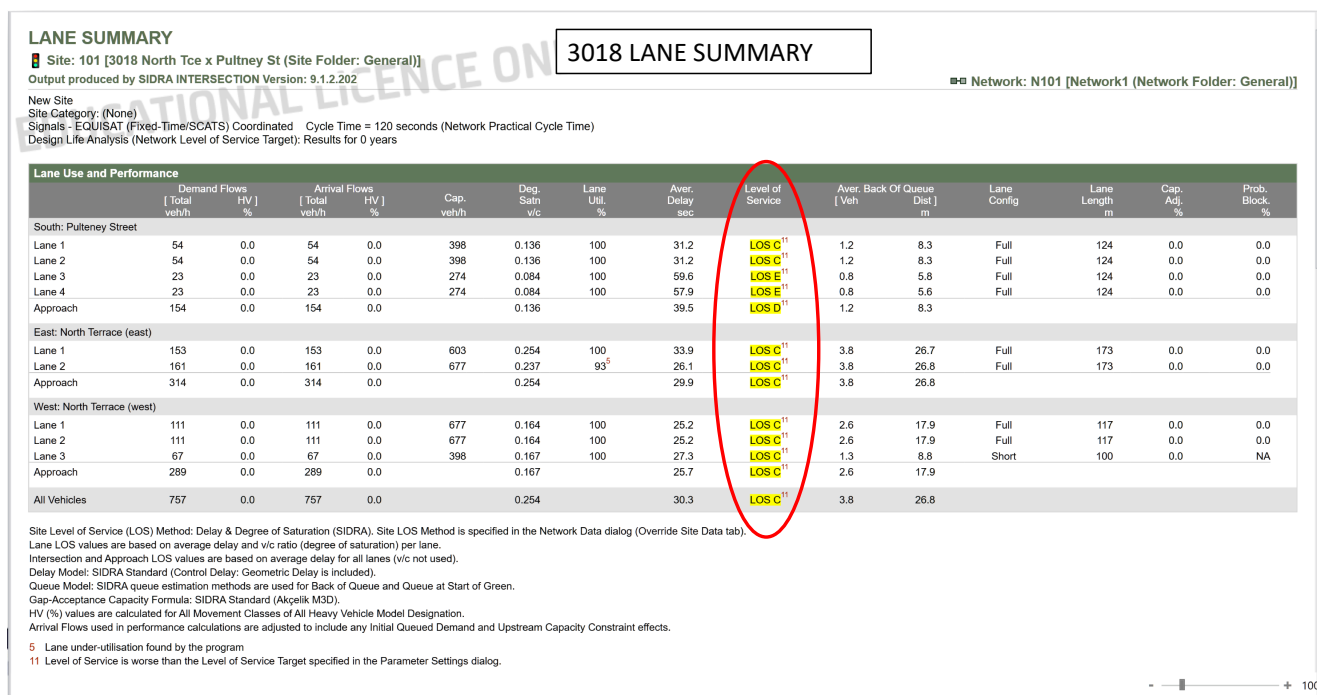 LANE SUMMARY
3018 LANE SUMMARY
Site: 101 [3018 North Tce x Pultney St (Site Folder: General)]
Output produced by SIDRA INTERSECTION Version: 9.1.2.202
Network: N101 [Network1 (Network Folder: General)]
EDUCATIONAL LICENCE ON
New Site
Site Category: (None)
Signals - EQUISAT (Fixed-Time/SCATS) Coordinated Cycle Time = 120 seconds (Network Practical Cycle Time)
Design Life Analysis (Network Level of Service Target): Results for 0 years
Lane Use and Performance
Demand Flows Arrival Flows Deg. Lane Aver. Level of Aver. Back Of Queue Lane Lane Cap. Prob.
[ Total HV ] [ Total HV ] Cap. Satn Util. Delay Service [ Veh Dist ] Config Length Adj. Block.
veh/h % veh/h % veh/h v/c % sec m m % %
South: Pulteney Street
Lane 1 54 0.0 54 0.0 398 0.136 100 31.2 LOS C 11 1.2 8.3 Full 124 0.0 0.0
Lane 2 54 0.0 54 0.0 398 0.136 100 31.2 LOS C 11 1.2 8.3 Full 124 0.0 0.0
Lane 3 23 0.0 23 0.0 274 0.084 100 59.6 LOS E 11 0.8 5.8 Full 124 0.0 0.0
Lane 4 23 0.0 23 0.0 274 0.084 100 57.9 LOS E 11 0.8 5.6 Full 124 0.0 0.0
Approach 154 0.0 154 0.0 0.136 39.5 LOS D 11 1.2 8.3
East: North Terrace (east)
Lane 1 153 0.0 153 0.0 603 0.254 100 33.9 LOS C 11 3.8 26.7 Full 173 0.0 0.0
Lane 2 161 0.0 161 0.0 677 0.237 93 5 26.1 LOS C 11 3.8 26.8 Full 173 0.0 0.0
Approach 314 0.0 314 0.0 0.254 29.9 LOS C 11 3.8 26.8
West: North Terrace (west)
Lane 1 111 0.0 111 0.0 677 0.164 100 25.2 LOS C 11 2.6 17.9 Full 117 0.0 0.0
Lane 2 111 0.0 111 0.0 677 0.164 100 25.2 LOS C 11 2.6 17.9 Full 117 0.0 0.0
Lane 3 67 0.0 67 0.0 398 0.167 100 27.3 LOS C 11 1.3 8.8 Short 100 0.0 NA
Approach 289 0.0 289 0.0 0.167 25.7 LOS C 11 2.6 17.9
All Vehicles 757 0.0 757 0.0 0.254 30.3 LOS C 11 3.8 26.8
Site Level of Service (LOS) Method: Delay & Degree of Saturation (SIDRA). Site LOS Method is specified in the Network Data dialog (Override Site Data tab).
Lane LOS values are based on average delay and v/c ratio (degree of saturation) per lane.
Intersection and Approach LOS values are based on average delay for all lanes (v/c not used).
Delay Model: SIDRA Standard (Control Delay: Geometric Delay is included).
Queue Model: SIDRA queue estimation methods are used for Back of Queue and Queue at Start of Green.
Gap-Acceptance Capacity Formula: SIDRA Standard (Akçelik M3D).
HV (%) values are calculated for All Movement Classes of All Heavy Vehicle Model Designation.
Arrival Flows used in performance calculations are adjusted to include any Initial Queued Demand and Upstream Capacity Constraint effects.
5 Lane under-utilisation found by the program
11 Level of Service is worse than the Level of Service Target specified in the Parameter Settings dialog.
- + 100